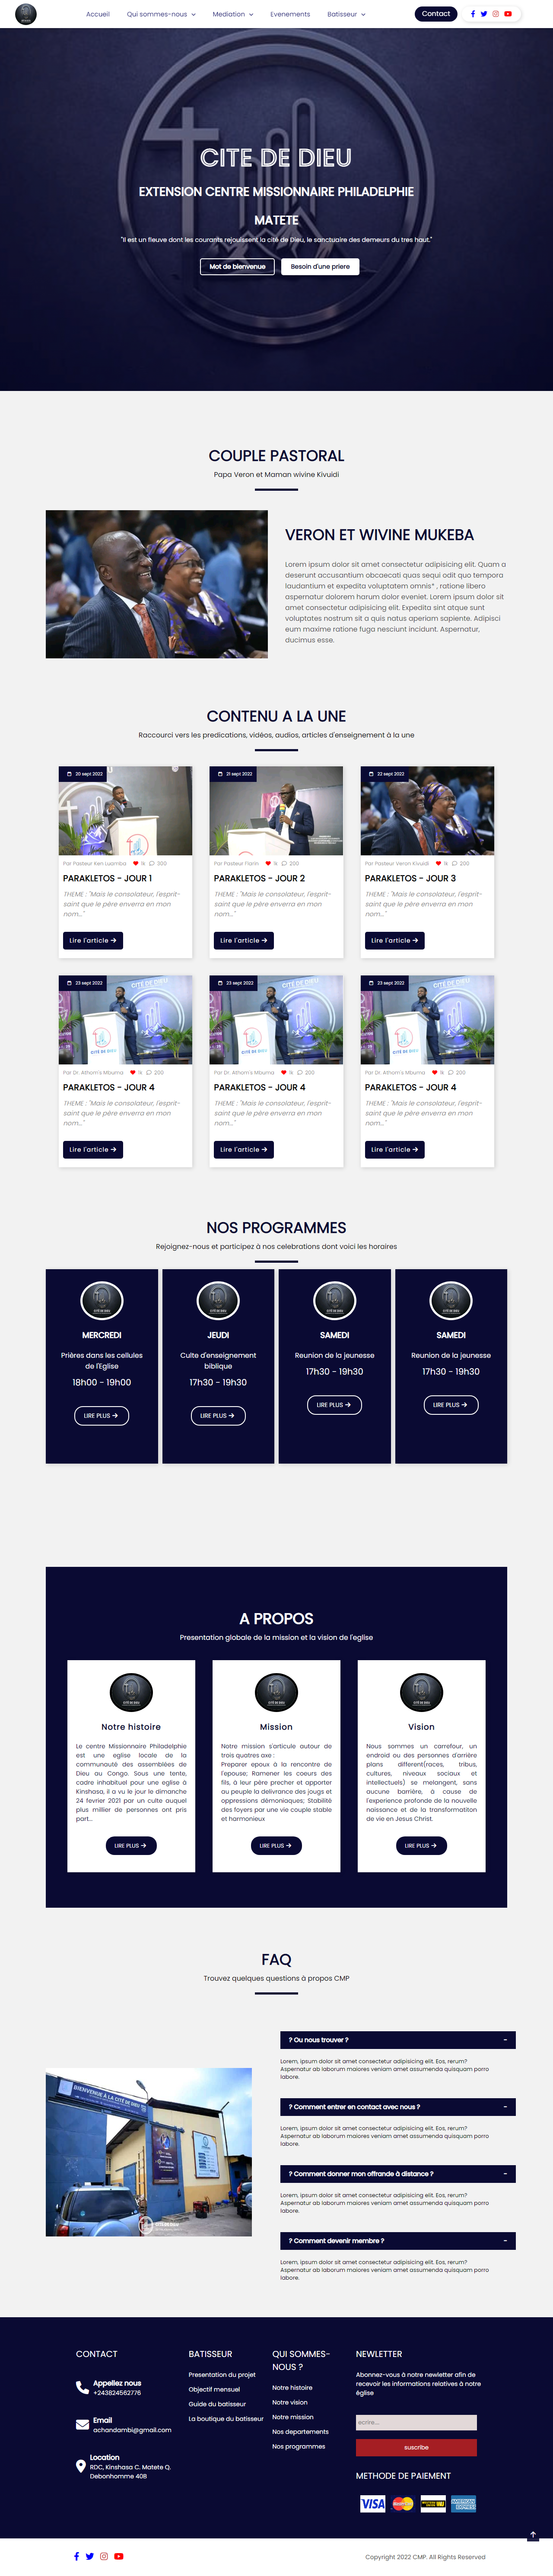 Accueil
Qui sommes-nous
Mediation
Evenements
Batisseur
Contact
CITE DE DIEU
EXTENSION CENTRE MISSIONNAIRE PHILADELPHIE
MATETE
"Il est un fleuve dont les courants rejouissent la cité de Dieu, le sanctuaire des demeurs du tres haut."
Mot de bienvenue
Besoin d'une priere
COUPLE PASTORAL
Papa Veron et Maman wivine Kivuidi
VERON ET WIVINE MUKEBA
Lorem ipsum dolor sit amet consectetur adipisicing elit. Quam a
deserunt accusantium obcaecati quas sequi odit quo tempora
laudantium et expedita voluptatem omnis" , ratione libero
aspernatur dolorem harum dolor eveniet. Lorem ipsum dolor sit
amet consectetur adipisicing elit. Expedita sint atque sunt
voluptates nostrum sit a quis natus aperiam sapiente. Adipisci
eum maxime ratione fuga nesciunt incidunt. Aspernatur,
ducimus esse.
CONTENU A LA UNE
Raccourci vers les predications, vidéos, audios, articles d'enseignement à la une
20 sept 2022
Par Pasteur Ken Luamba 1k 300
PARAKLETOS - JOUR 1
THEME : "Mais le consolateur, l'esprit-
saint que le père enverra en mon
nom..."
Lire l'article
21 sept 2022
Par Pasteur Florin 1k 200
PARAKLETOS - JOUR 2
THEME : "Mais le consolateur, l'esprit-
saint que le père enverra en mon
nom..."
Lire l'article
22 sept 2022
Par Pasteur Veron Kivuidi 1k 200
PARAKLETOS - JOUR 3
THEME : "Mais le consolateur, l'esprit-
saint que le père enverra en mon
nom..."
Lire l'article
23 sept 2022
CITÉ DE DIEU
Par Dr. Athom's Mbuma 1k 200
PARAKLETOS - JOUR 4
THEME : "Mais le consolateur, l'esprit-
saint que le père enverra en mon
nom..."
Lire l'article
23 sept 2022
CITÉ DE DIEU
Par Dr. Athom's Mbuma 1k 200
PARAKLETOS - JOUR 4
THEME : "Mais le consolateur, l'esprit-
saint que le père enverra en mon
nom..."
Lire l'article
23 sept 2022
CITÉ DE DIEU
Par Dr. Athom's Mbuma 1k 200
PARAKLETOS - JOUR 4
THEME : "Mais le consolateur, l'esprit-
saint que le père enverra en mon
nom..."
Lire l'article
NOS PROGRAMMES
Rejoignez-nous et participez à nos celebrations dont voici les horaires
MERCREDI
Prières dans les cellules
de l'Eglise
18h00 - 19h00
LIRE PLUS
JEUDI
Culte d'enseignement
biblique
17h30 - 19h30
LIRE PLUS
SAMEDI
Reunion de la jeunesse
17h30 - 19h30
LIRE PLUS
SAMEDI
Reunion de la jeunesse
17h30 - 19h30
LIRE PLUS
A PROPOS
Presentation globale de la mission et la vision de l'eglise
Notre histoire
Le centre Missionnaire Philadelphie
est une eglise locale de la
communauté des assemblées de
Dieu au Congo. Sous une tente,
cadre inhabituel pour une eglise à
Kinshasa, il a vu le jour le dimanche
24 fevrier 2021 par un culte auquel
plus millier de personnes ont pris
part...
LIRE PLUS
Mission
Notre mission s'articule autour de
trois quatres axe :
Preparer epoux à la rencontre de
l'epouse; Ramener les coeurs des
fils, à leur père precher et apporter
au peuple la delivrance des jougs et
oppressions démoniaques; Stabilité
des foyers par une vie couple stable
et harmonieux
LIRE PLUS
Vision
Nous sommes un carrefour, un
endroid ou des personnes d'arrière
plans different(races, tribus,
cultures, niveaux sociaux et
intellectuels) se melangent, sans
aucune barrière, à cause de
l'experience profonde de la nouvelle
naissance et de la transformatiton
de vie en Jesus Christ.
LIRE PLUS
FAQ
Trouvez quelques questions à propos CMP
BIENVENUE À LA CITÉ DE DIEU
? Ou nous trouver ? -
Lorem, ipsum dolor sit amet consectetur adipisicing elit. Eos, rerum?
Aspernatur ab laborum maiores veniam amet assumenda quisquam porro
labore.
? Comment entrer en contact avec nous ? -
Lorem, ipsum dolor sit amet consectetur adipisicing elit. Eos, rerum?
Aspernatur ab laborum maiores veniam amet assumenda quisquam porro
labore.
? Comment donner mon offrande à distance ? -
Lorem, ipsum dolor sit amet consectetur adipisicing elit. Eos, rerum?
Aspernatur ab laborum maiores veniam amet assumenda quisquam porro
labore.
? Comment devenir membre ? -
Lorem, ipsum dolor sit amet consectetur adipisicing elit. Eos, rerum?
Aspernatur ab laborum maiores veniam amet assumenda quisquam porro
labore.
CONTACT
Appellez nous
+243824562776
Email
achandambi@gmail.com
Location
RDC, Kinshasa C. Matete Q.
Debonhomme 408
BATISSEUR
Presentation du projet
Objectif mensuel
Guide du batisseur
La boutique du batisseur
QUI SOMMES-
NOUS ?
Notre histoire
Notre vision
Notre mission
Nos departements
Nos programmes
NEWLETTER
Abonnez-vous à notre newletter afin de
recevoir les informations relatives à notre
église
ecrire...
suscribe
METHODE DE PAIEMENT
VISA
MasterCard
WESTERN UNION
AMERICAN EXPRESS
Copyright 2022 CMP. All Rights Reserved